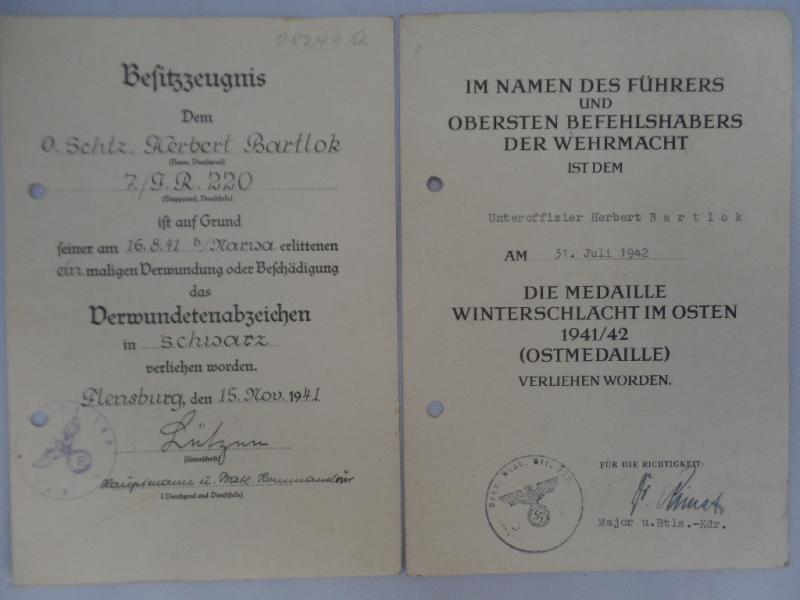 08249 a
Besitzzeugnis
Dem
O. Schtz. Herbert Bartlok
(Name, Dienstgrad)
7./J.R. 220
(Truppenteil, Dienststelle)
ist auf Grund
seiner am 16.8.41 b/Narwa erlittenen
ein maligen Verwundung oder Beschädigung
das
Verwundetenabzeichen
in schwarz
verliehen worden.
Flensburg, den 15. Nov. 1941
Lützen
(Unterschrift)
Hauptmann u. Batl. Kommandeur
(Dienstgrad und Dienststelle)
IM NAMEN DES FÜHRERS
UND
OBERSTEN BEFEHLSHABERS
DER WEHRMACHT
IST DEM
Unteroffizier Herbert Bartlok
AM 31. Juli 1942
DIE MEDAILLE
WINTERSCHLACHT IM OSTEN
1941/42
(OSTMEDAILLE)
VERLIEHEN WORDEN.
FÜR DIE RICHTIGKEIT:
Major u.Btls.-Kdr.